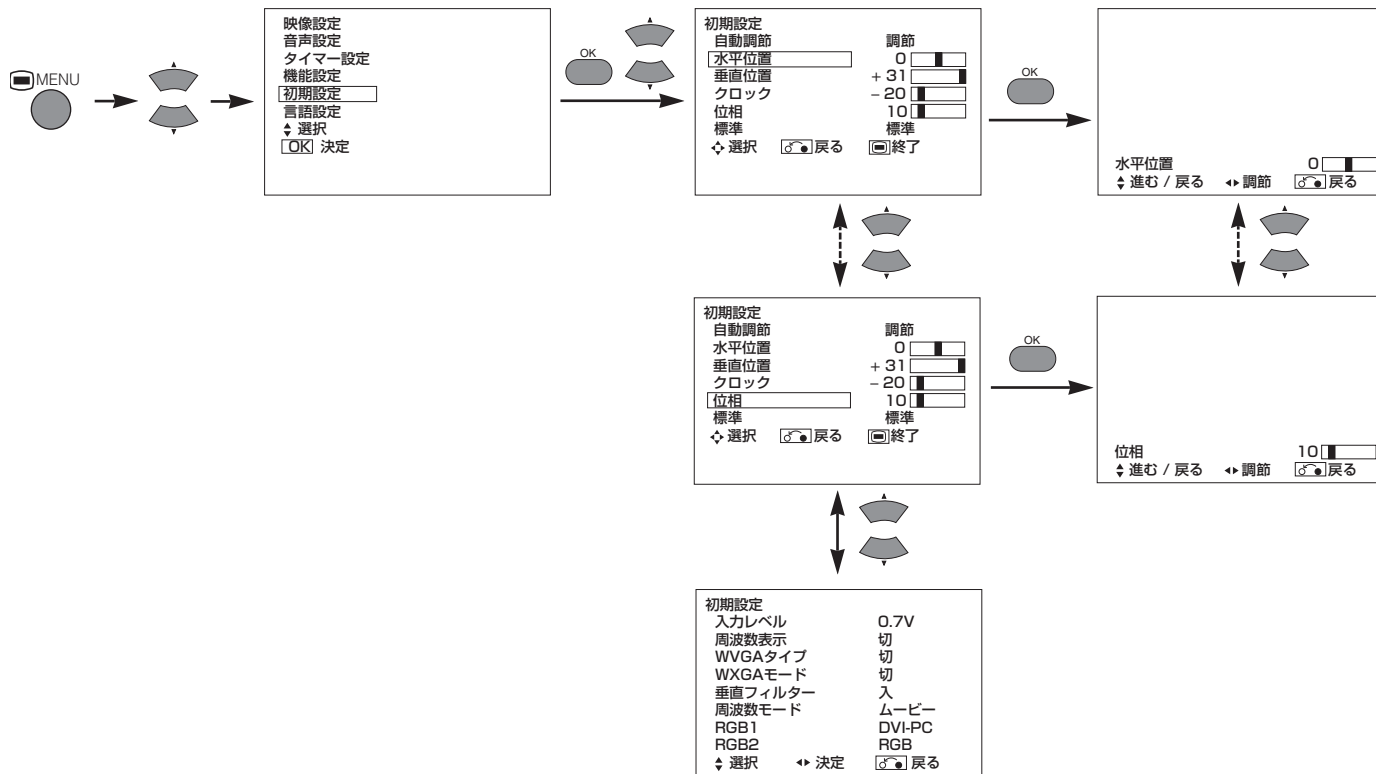 MENU
映像設定
音声設定
タイマー設定
機能設定
初期設定
言語設定
選択
OK 決定
OK
初期設定
自動調節 調節
水平位置 0
垂直位置 + 31
クロック − 20
位相 10
標準 標準
選択 戻る 終了
OK
水平位置 0
進む / 戻る 調節 戻る
初期設定
自動調節 調節
水平位置 0
垂直位置 + 31
クロック − 20
位相 10
標準 標準
選択 戻る 終了
OK
位相 10
進む / 戻る 調節 戻る
初期設定
入力レベル 0.7V
周波数表示 切
WVGAタイプ 切
WXGAモード 切
垂直フィルター 入
周波数モード ムービー
RGB1 DVI-PC
RGB2 RGB
選択 決定 戻る